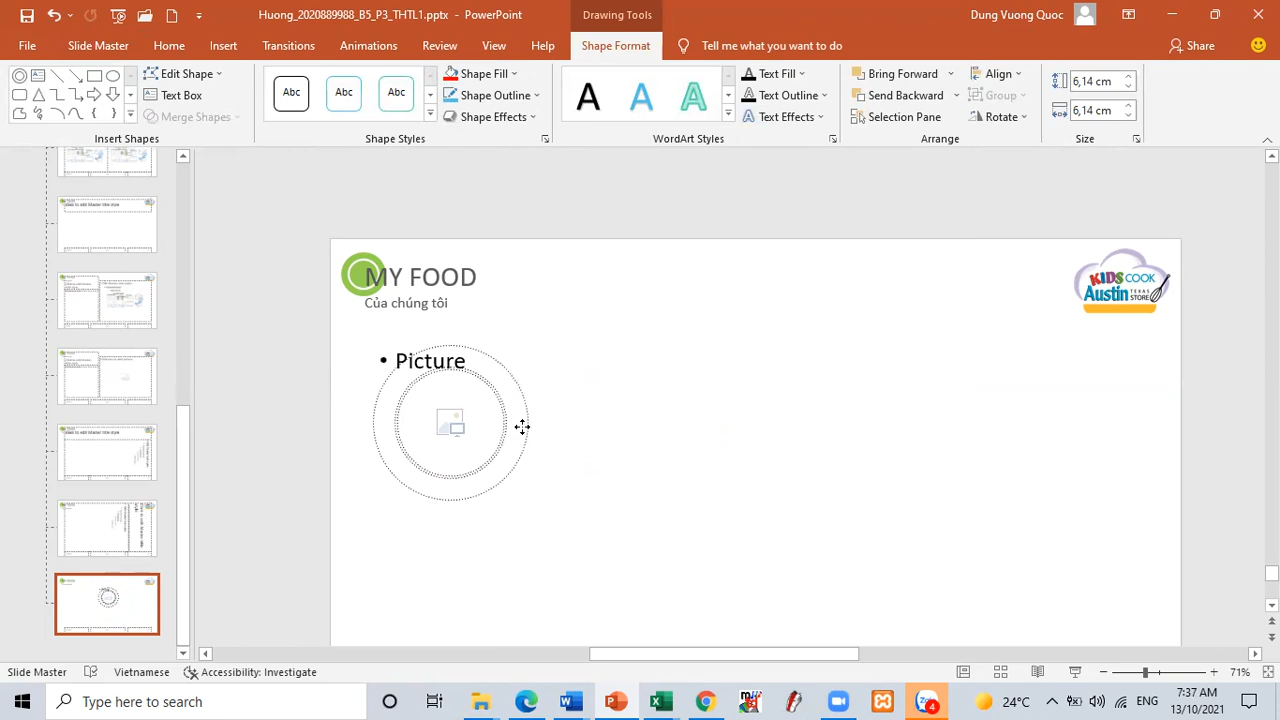 Huong_2020889988_B5_P3_THTL1.pptx - PowerPoint
Drawing Tools
Dung Vuong Quoc
File Slide Master Home Insert Transitions Animations Review View Help Shape Format Tell me what you want to do Share
Edit Shape
Text Box
Merge Shapes
Insert Shapes
Abc Abc Abc
Shape Fill
Shape Outline
Shape Effects
Shape Styles
A A A
Text Fill
Text Outline
Text Effects
WordArt Styles
Bring Forward
Send Backward
Selection Pane
Align
Group
Rotate
Arrange
6,14 cm
6,14 cm
Size
MY FOOD
Của chúng tôi
KIDS COOK
Austin TEXAS STORE
• Picture
Slide Master Vietnamese Accessibility: Investigate 71%
Type here to search
4
24°C ENG
7:37 AM
13/10/2021